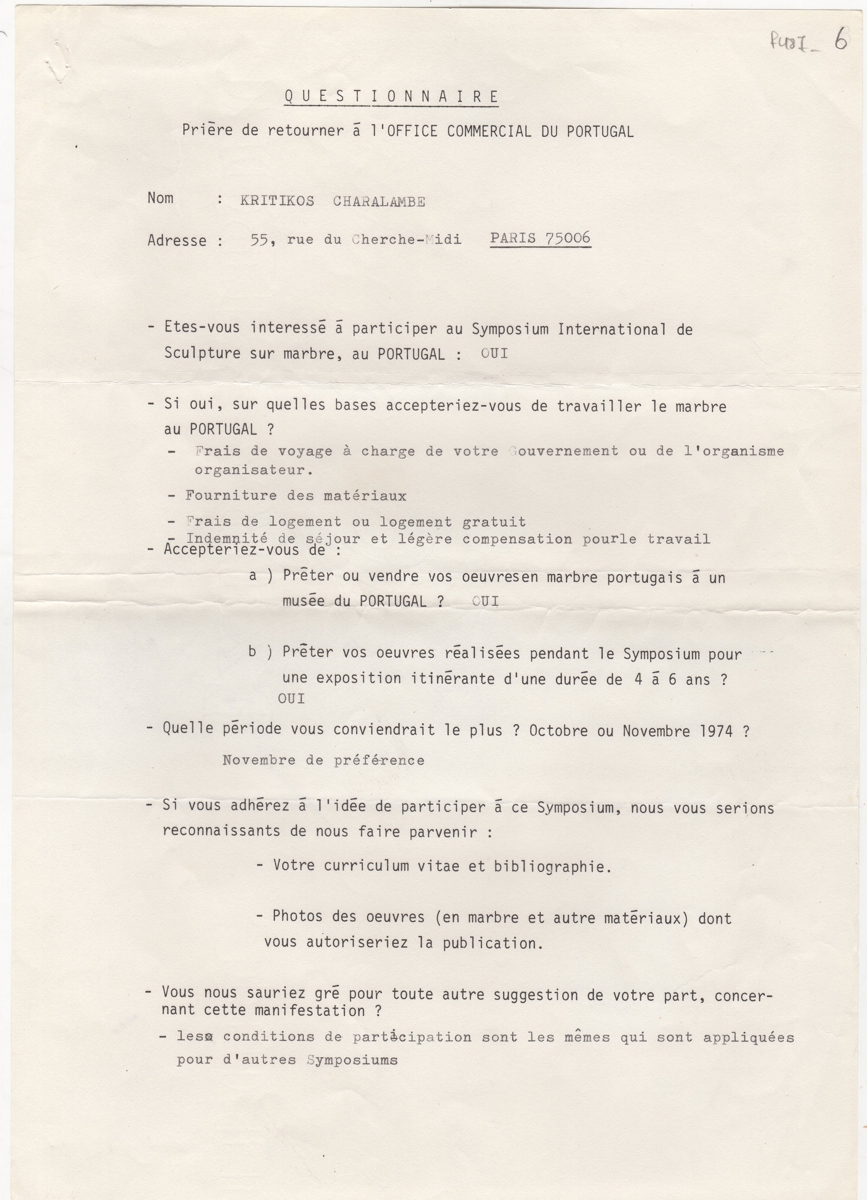 6
QUESTIONNAIRE
Prière de retourner à l'OFFICE COMMERCIAL DU PORTUGAL
Nom : KRITIKOS CHARALAMBE
Adresse : 55, rue du Cherche-Midi PARIS 75006
- Etes-vous interessé à participer au Symposium International de
Sculpture sur marbre, au PORTUGAL : OUI
- Si oui, sur quelles bases accepteriez-vous de travailler le marbre
au PORTUGAL ?
- Frais de voyage à charge de votre Gouvernement ou de l'organisme
organisateur.
- Fourniture des matériaux
- Frais de logement ou logement gratuit
- Indemnité de séjour et légère compensation pourle travail
- Accepteriez-vous de :
a ) Prêter ou vendre vos oeuvresen marbre portugais à un
musée du PORTUGAL ? OUI
b ) Prêter vos oeuvres réalisées pendant le Symposium pour
une exposition itinérante d'une durée de 4 à 6 ans ?
OUI
- Quelle période vous conviendrait le plus ? Octobre ou Novembre 1974 ?
Novembre de préférence
- Si vous adhérez à l'idée de participer à ce Symposium, nous vous serions
reconnaissants de nous faire parvenir :
- Votre curriculum vitae et bibliographie.
- Photos des oeuvres (en marbre et autre matériaux) dont
vous autoriseriez la publication.
- Vous nous sauriez gré pour toute autre suggestion de votre part, concer-
nant cette manifestation ?
- les conditions de participation sont les mêmes qui sont appliquées
pour d'autres Symposiums